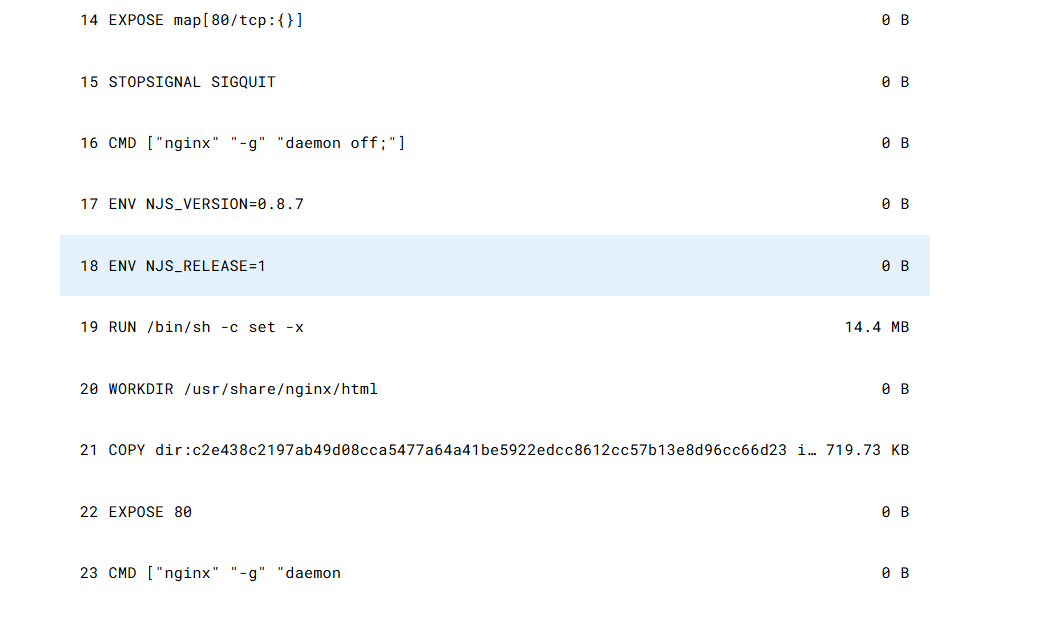 14 EXPOSE map[80/tcp:{}] 0 B
15 STOPSIGNAL SIGQUIT 0 B
16 CMD ["nginx" "-g" "daemon off;"] 0 B
17 ENV NJS_VERSION=0.8.7 0 B
18 ENV NJS_RELEASE=1 0 B
19 RUN /bin/sh -c set -x 14.4 MB
20 WORKDIR /usr/share/nginx/html 0 B
21 COPY dir:c2e438c2197ab49d08cca5477a64a41be5922edcc8612cc57b13e8d96cc66d23 i… 719.73 KB
22 EXPOSE 80 0 B
23 CMD ["nginx" "-g" "daemon 0 B